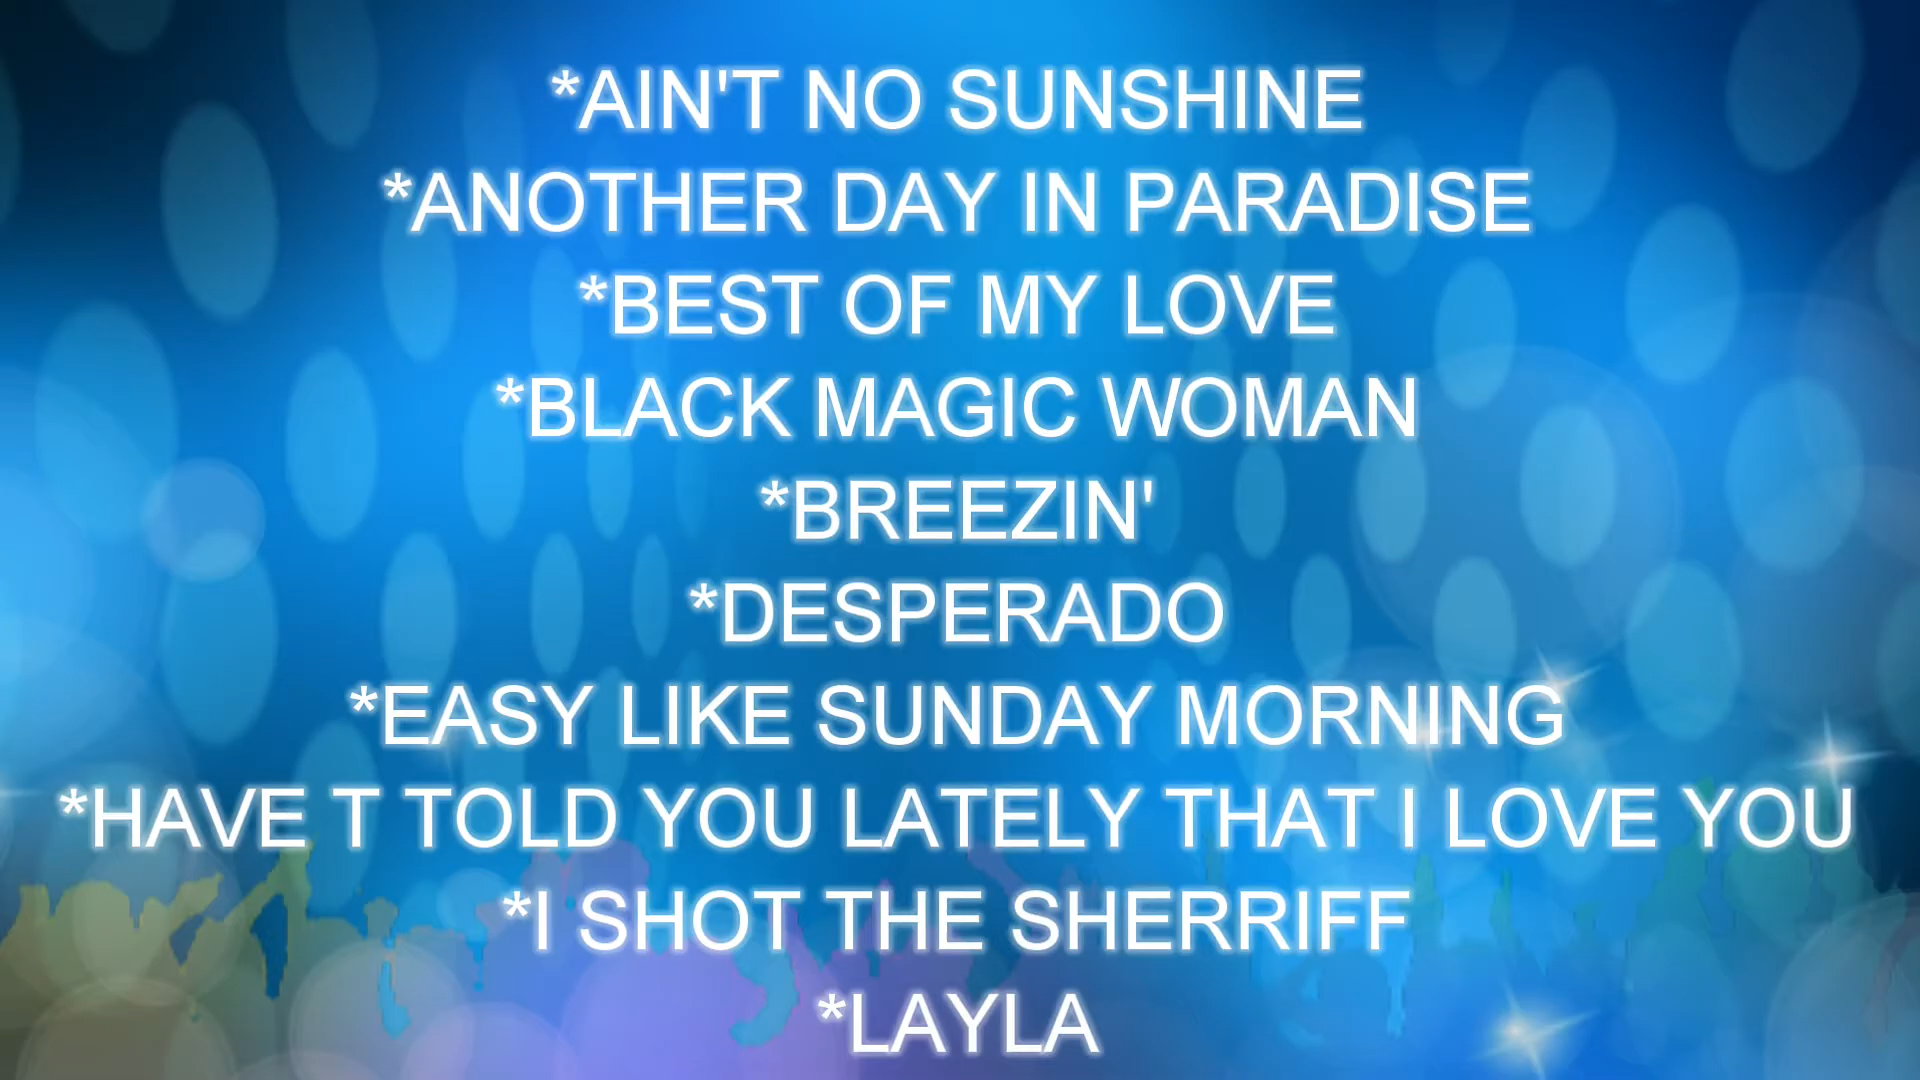 *AIN'T NO SUNSHINE
*ANOTHER DAY IN PARADISE
*BEST OF MY LOVE
*BLACK MAGIC WOMAN
*BREEZIN'
*DESPERADO
*EASY LIKE SUNDAY MORNING
*HAVE T TOLD YOU LATELY THAT I LOVE YOU
*I SHOT THE SHERRIFF
*LAYLA